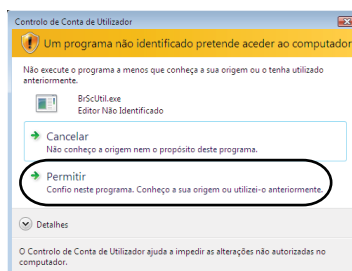 Controlo de Conta de Utilizador
Um programa não identificado pretende aceder ao computador
Não execute o programa a menos que conheça a sua origem ou o tenha utilizado
anteriormente.
BrScUtil.exe
Editor Não Identificado
Cancelar
Não conheço a origem nem o propósito deste programa.
Permitir
Confio neste programa. Conheço a sua origem ou utilizei-o anteriormente.
Detalhes
O Controlo de Conta de Utilizador ajuda a impedir as alterações não autorizadas no
computador.